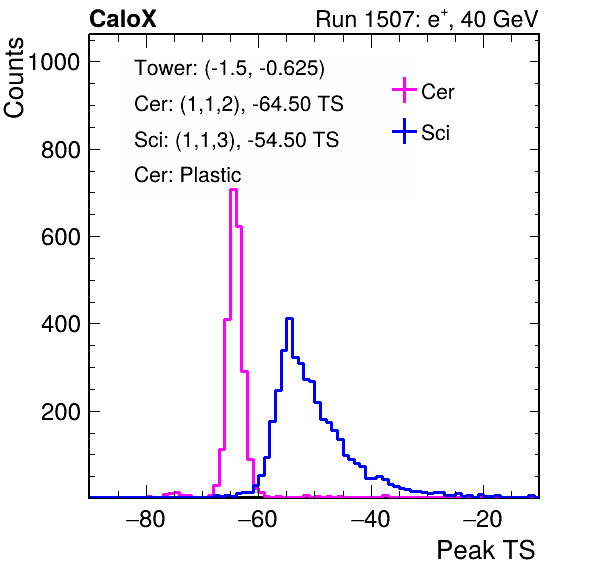 CaloX Run 1507: e⁺, 40 GeV
Counts
1000
800
600
400
200
Tower: (-1.5, -0.625)
Cer: (1,1,2), -64.50 TS
Sci: (1,1,3), -54.50 TS
Cer: Plastic
Cer
Sci
−80 −60 −40 −20
Peak TS